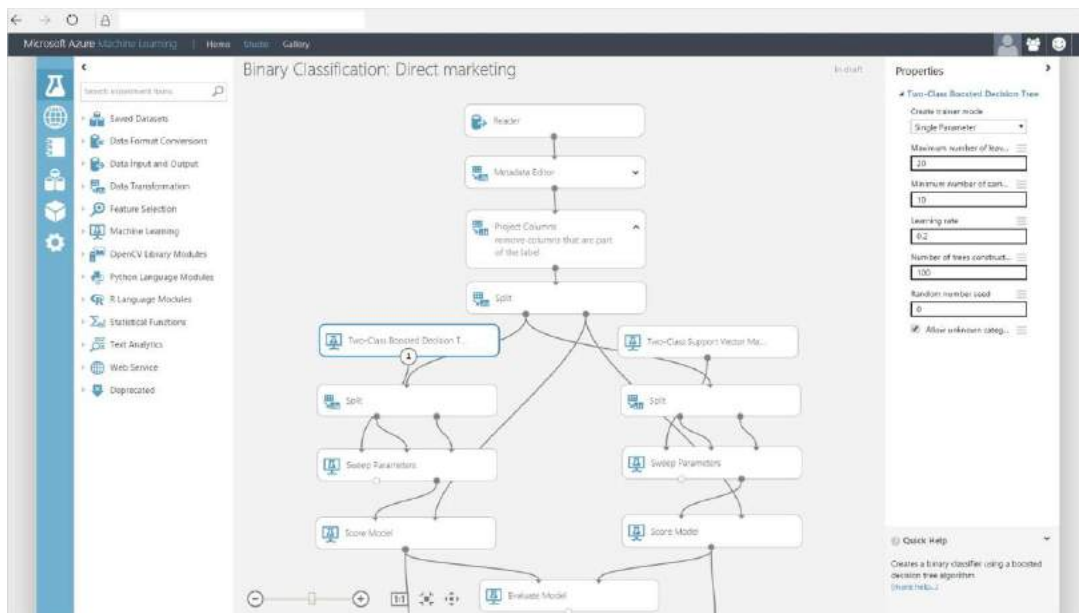 Microsoft Azure Machine Learning | Home Studio Gallery
Binary Classification: Direct marketing
In draft
Search experiment items
Saved Datasets
Data Format Conversions
Data Input and Output
Data Transformation
Feature Selection
Machine Learning
OpenCV Library Modules
Python Language Modules
R Language Modules
Statistical Functions
Text Analytics
Web Service
Deprecated
Reader
Metadata Editor
Project Columns
remove columns that are part
of the label
Split
Two-Class Boosted Decision T...
1
Two-Class Support Vector Ma...
Split
Split
Sweep Parameters
Sweep Parameters
Score Model
Score Model
Evaluate Model
1:1
Properties
Two-Class Boosted Decision Tree
Create trainer mode
Single Parameter
Maximum number of leav...
20
Minimum number of sam...
10
Learning rate
0.2
Number of trees construct...
100
Random number seed
0
Allow unknown categ...
Quick Help
Creates a binary classifier using a boosted
decision tree algorithm
(more help...)